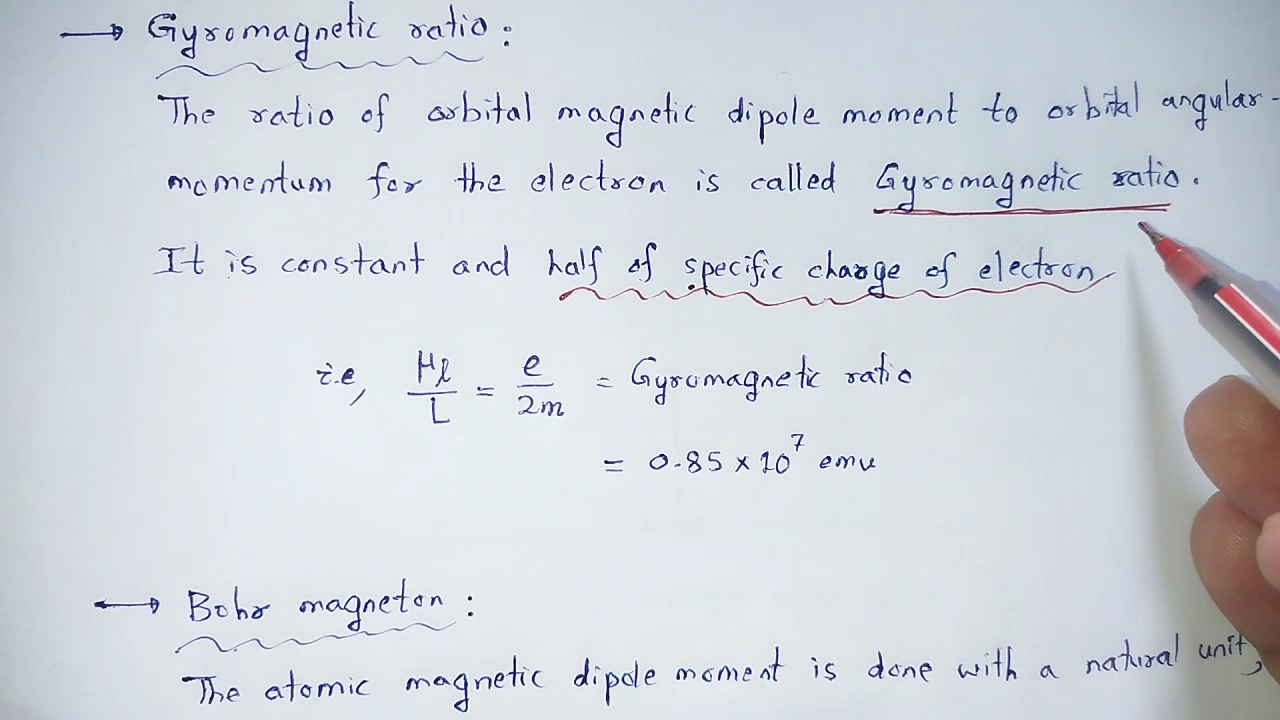 → Gyromagnetic ratio :
The ratio of orbital magnetic dipole moment to orbital angular-
momentum for the electron is called Gyromagnetic ratio.
It is constant and half of specific charge of electron
i.e, μl/L = e/2m = Gyromagnetic ratio
= 0.85 × 10⁷ emu
→ Bohr magneton :
The atomic magnetic dipole moment is done with a natural unit,